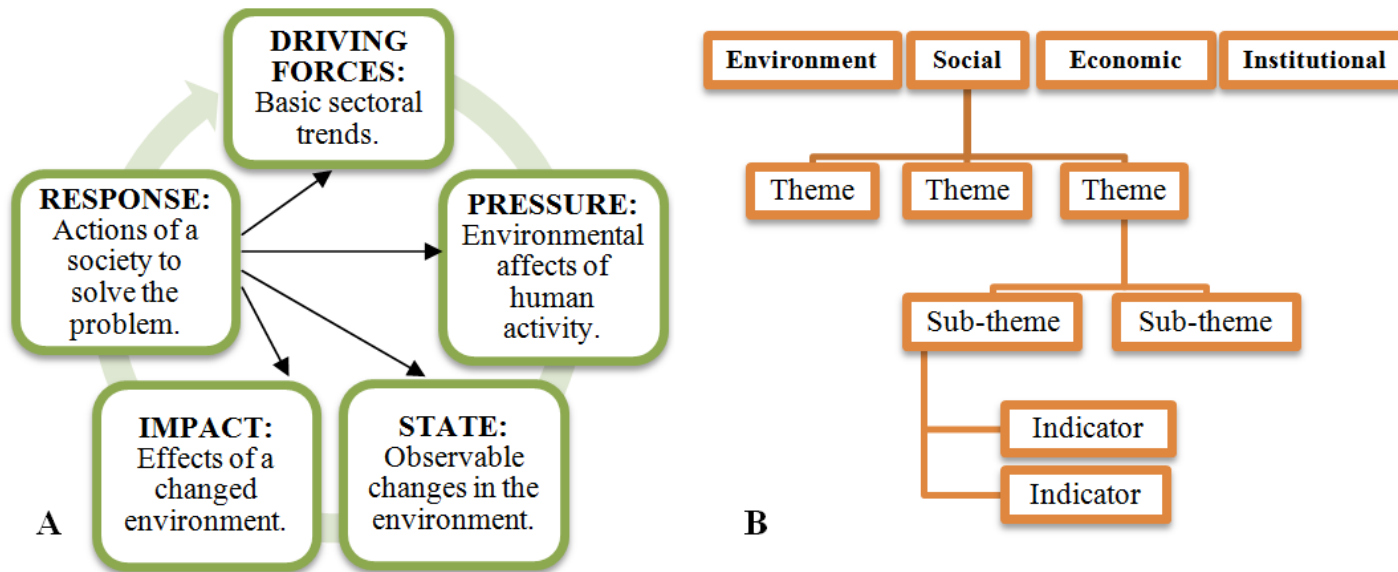 DRIVING
FORCES:
Basic sectoral
trends.
RESPONSE:
Actions of a
society to
solve the
problem.
PRESSURE:
Environmental
affects of
human
activity.
IMPACT:
Effects of a
changed
environment.
STATE:
Observable
changes in the
environment.
A
Environment
Social
Economic
Institutional
Theme
Theme
Theme
Sub-theme
Sub-theme
Indicator
Indicator
B